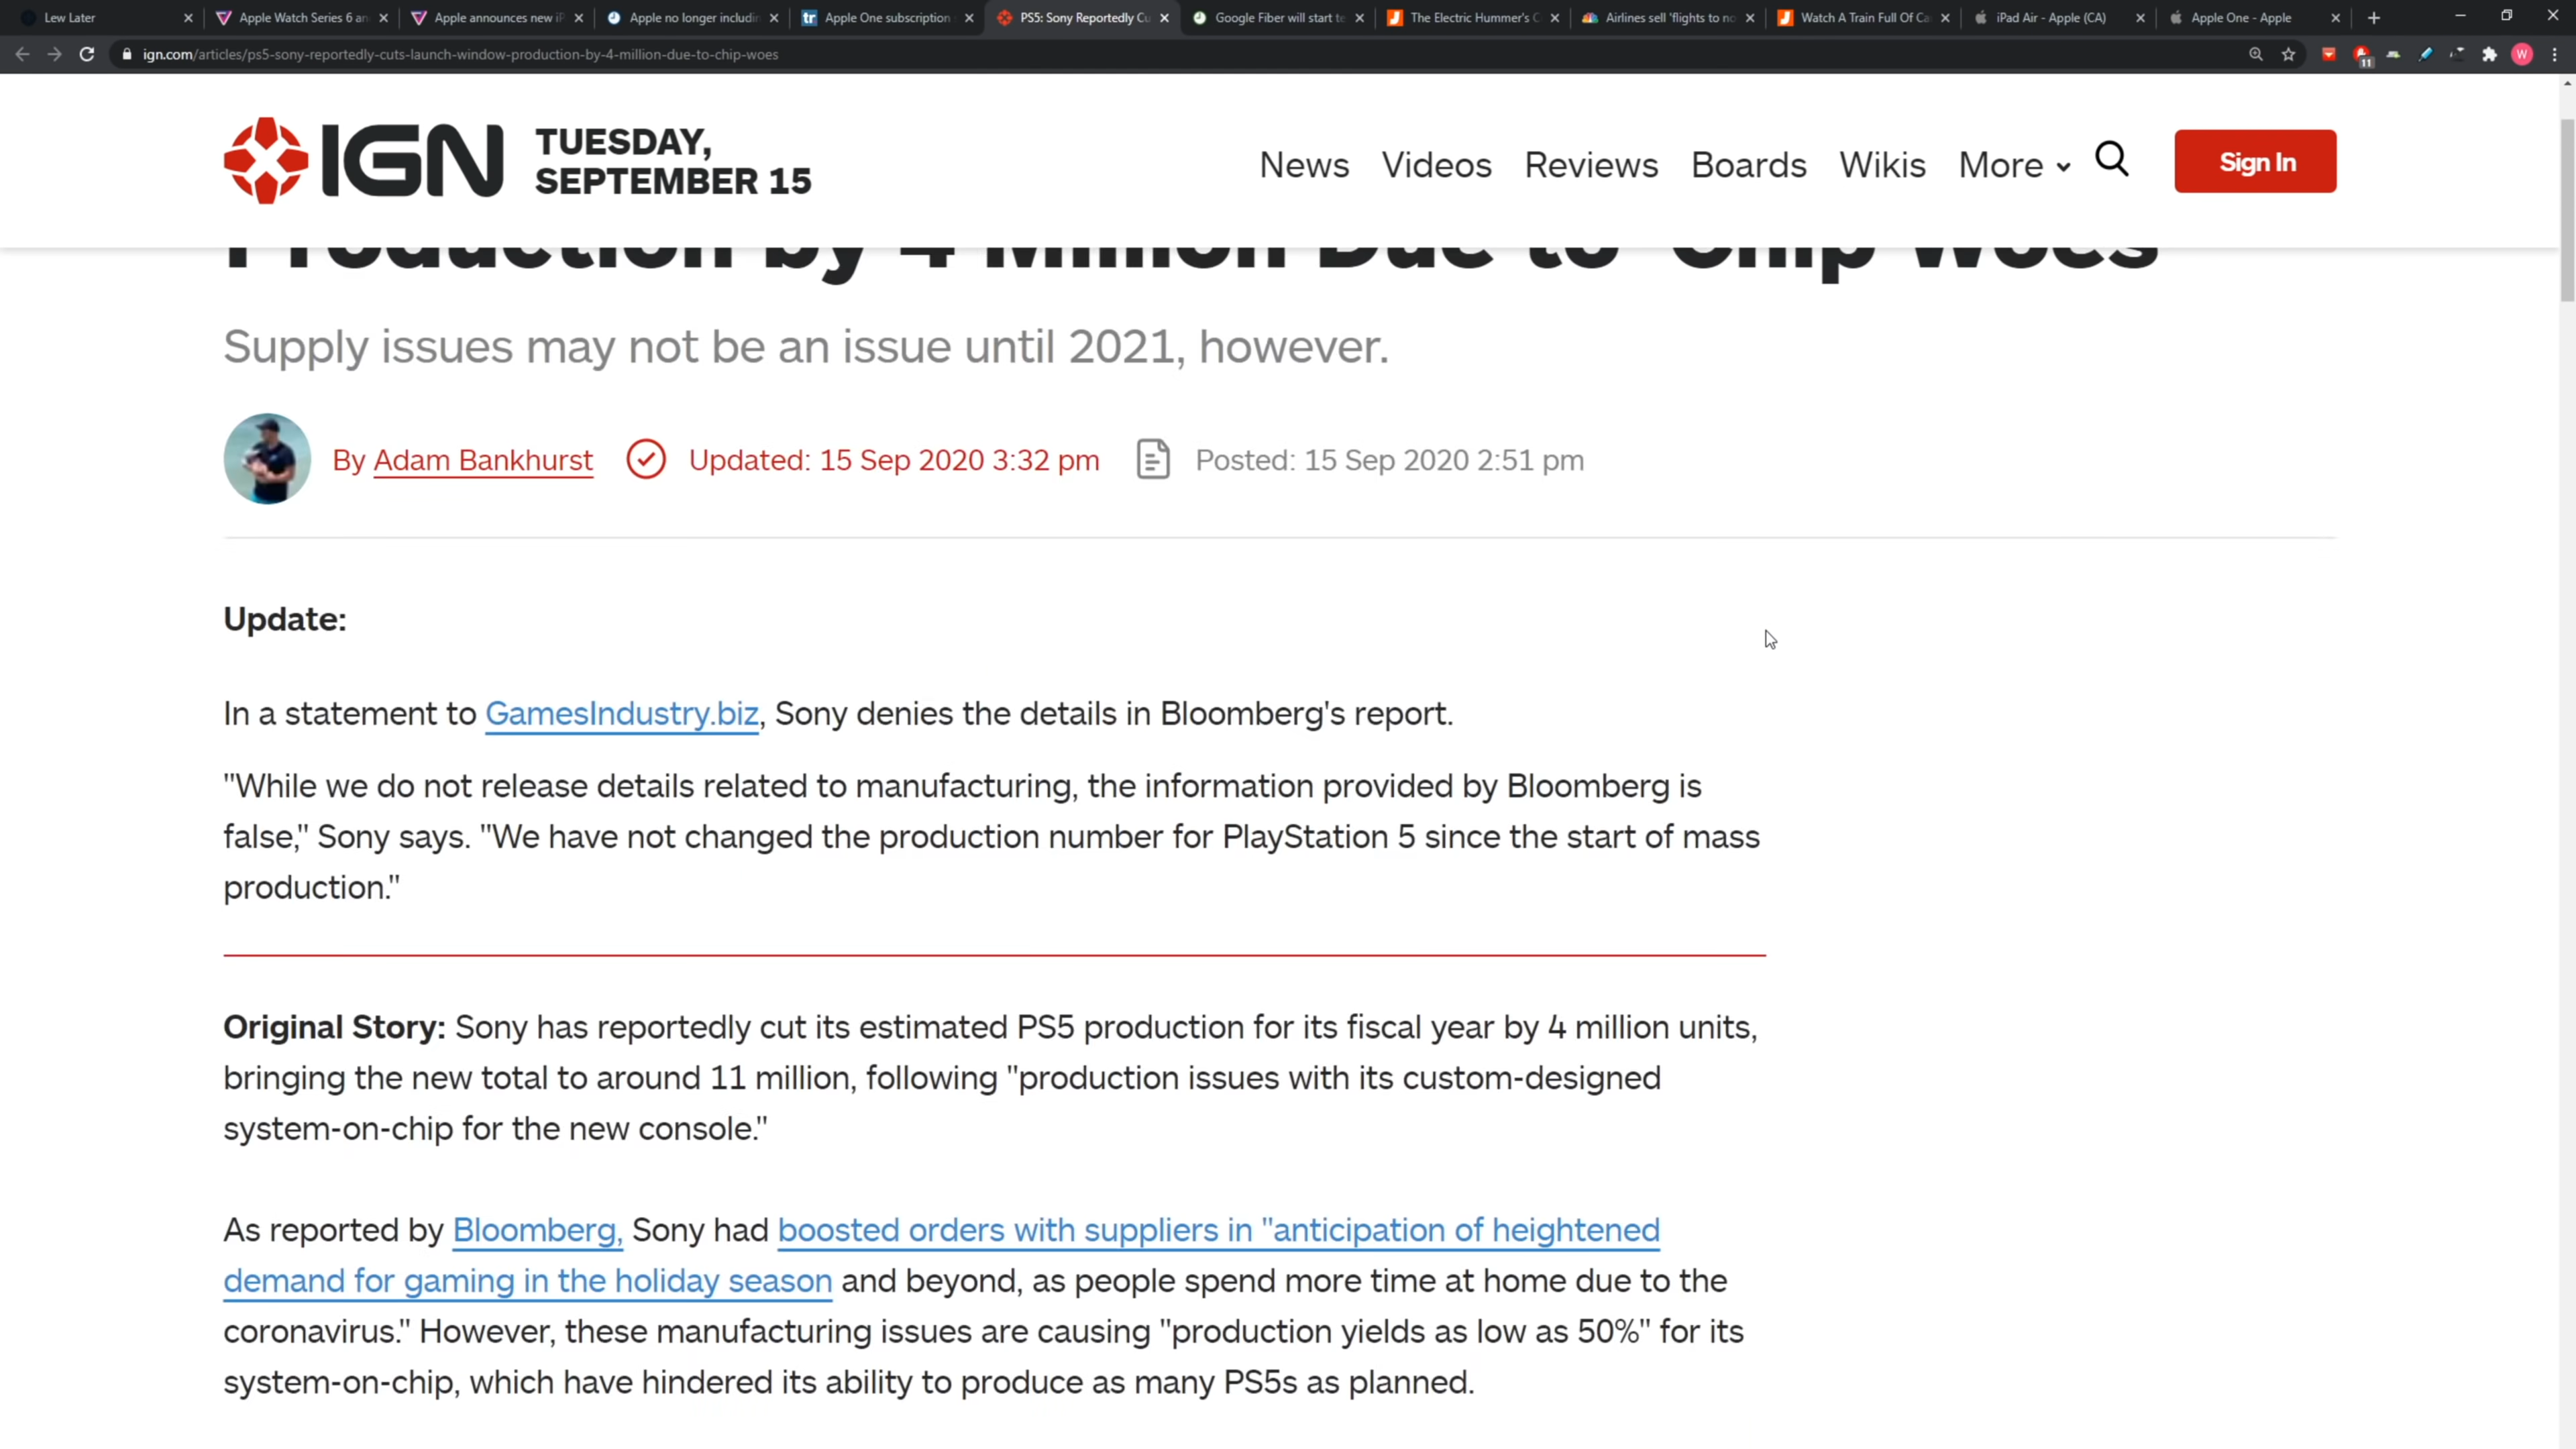 Lew Later
Apple Watch Series 6 an
Apple announces new iP
Apple no longer includin
tr Apple One subscription s
PS5: Sony Reportedly Cu
Google Fiber will start te
The Electric Hummer's C
Airlines sell 'flights to no
Watch A Train Full Of Ca
iPad Air - Apple (CA)
Apple One - Apple
ign.com/articles/ps5-sony-reportedly-cuts-launch-window-production-by-4-million-due-to-chip-woes
11
W
IGN
TUESDAY,
SEPTEMBER 15
News Videos Reviews Boards Wikis More
Sign In
Production by 4 Million Due to 'Chip Woes'
Supply issues may not be an issue until 2021, however.
By Adam Bankhurst Updated: 15 Sep 2020 3:32 pm Posted: 15 Sep 2020 2:51 pm
Update:
In a statement to GamesIndustry.biz, Sony denies the details in Bloomberg's report.
"While we do not release details related to manufacturing, the information provided by Bloomberg is
false," Sony says. "We have not changed the production number for PlayStation 5 since the start of mass
production."
Original Story: Sony has reportedly cut its estimated PS5 production for its fiscal year by 4 million units,
bringing the new total to around 11 million, following "production issues with its custom-designed
system-on-chip for the new console."
As reported by Bloomberg, Sony had boosted orders with suppliers in "anticipation of heightened
demand for gaming in the holiday season and beyond, as people spend more time at home due to the
coronavirus." However, these manufacturing issues are causing "production yields as low as 50%" for its
system-on-chip, which have hindered its ability to produce as many PS5s as planned.